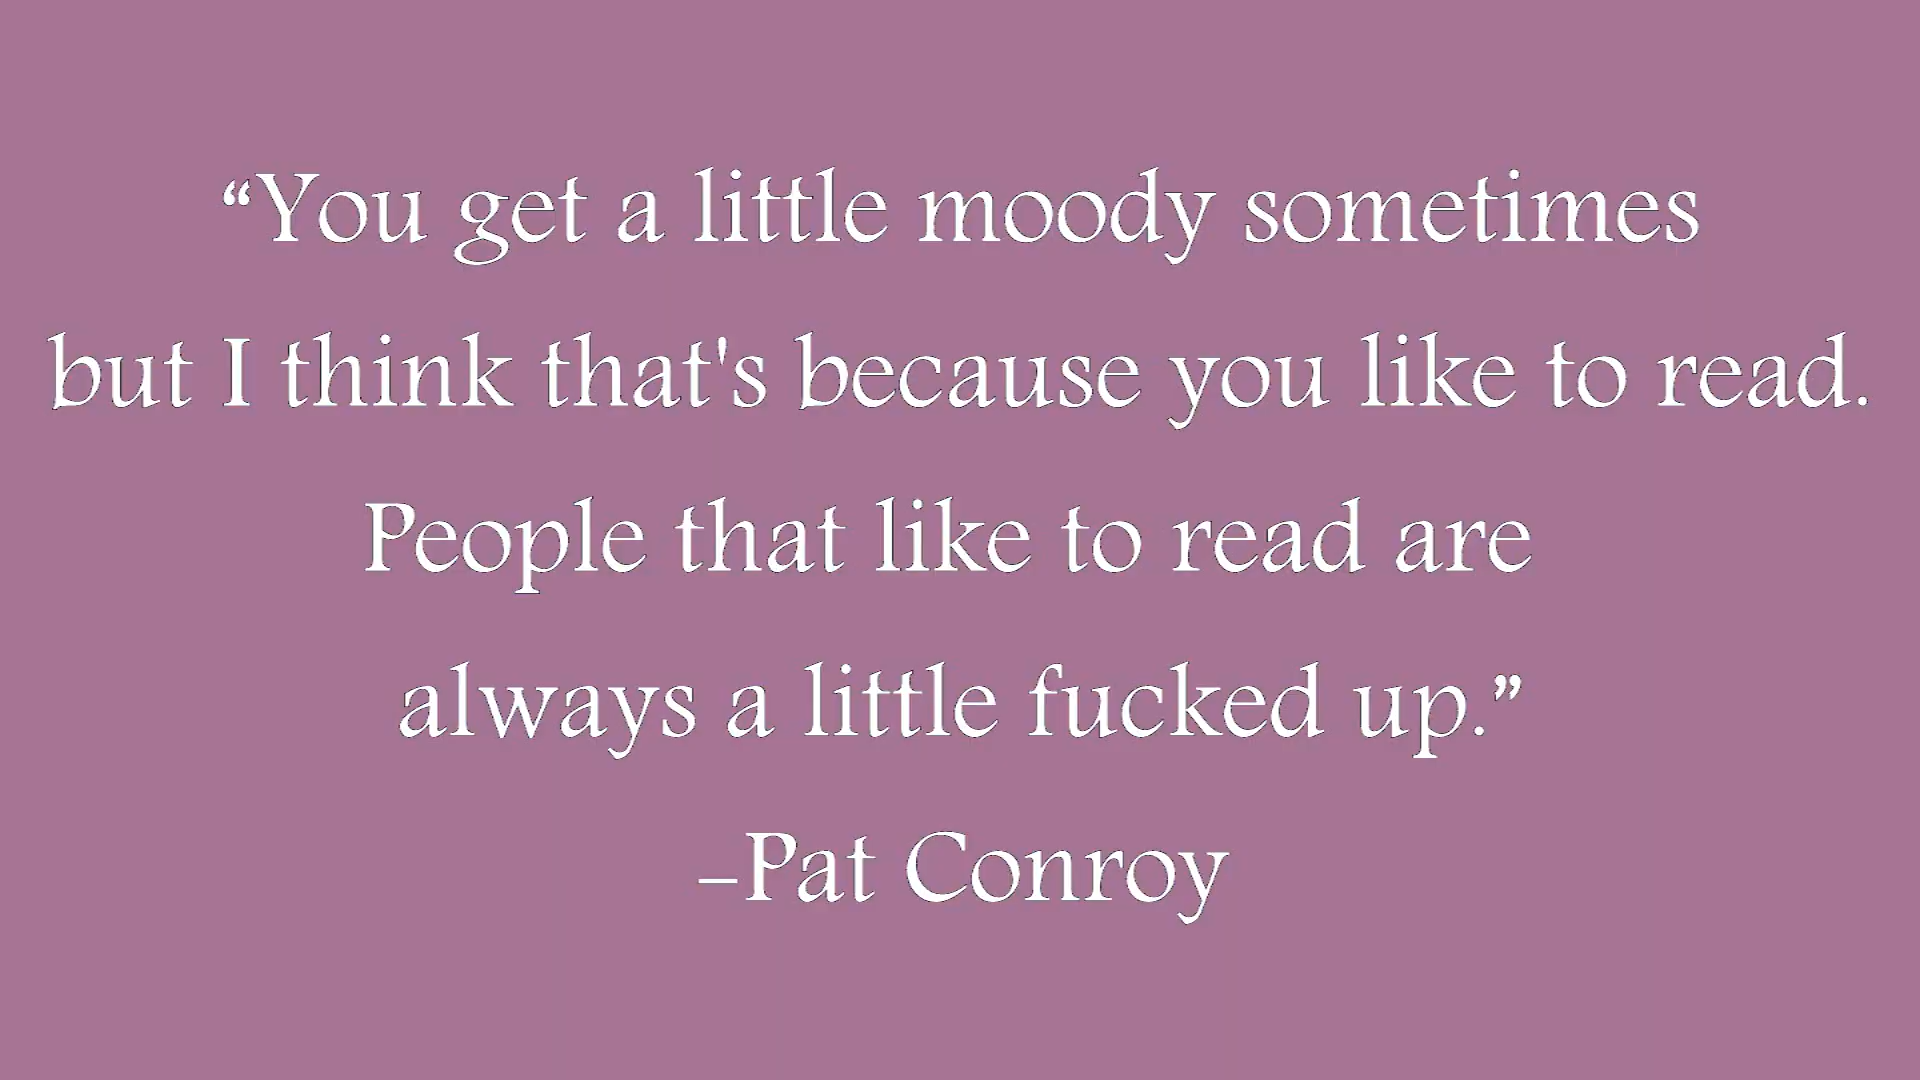 “You get a little moody sometimes
but I think that's because you like to read.
People that like to read are
always a little fucked up.”
–Pat Conroy